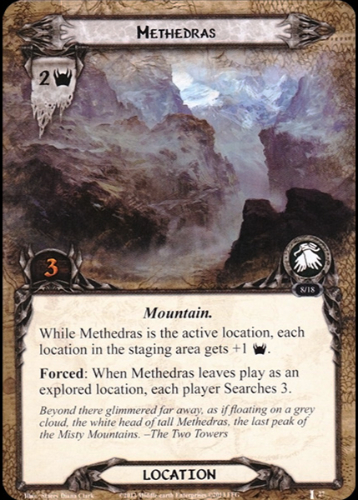 METHEDRAS
2
3
8/18
Mountain.
While Methedras is the active location, each
location in the staging area gets +1
Forced: When Methedras leaves play as an
explored location, each player Searches 3.
Beyond there glimmered far away, as if floating on a grey
cloud, the white head of tall Methedras, the last peak of
the Misty Mountains. –The Two Towers
LOCATION